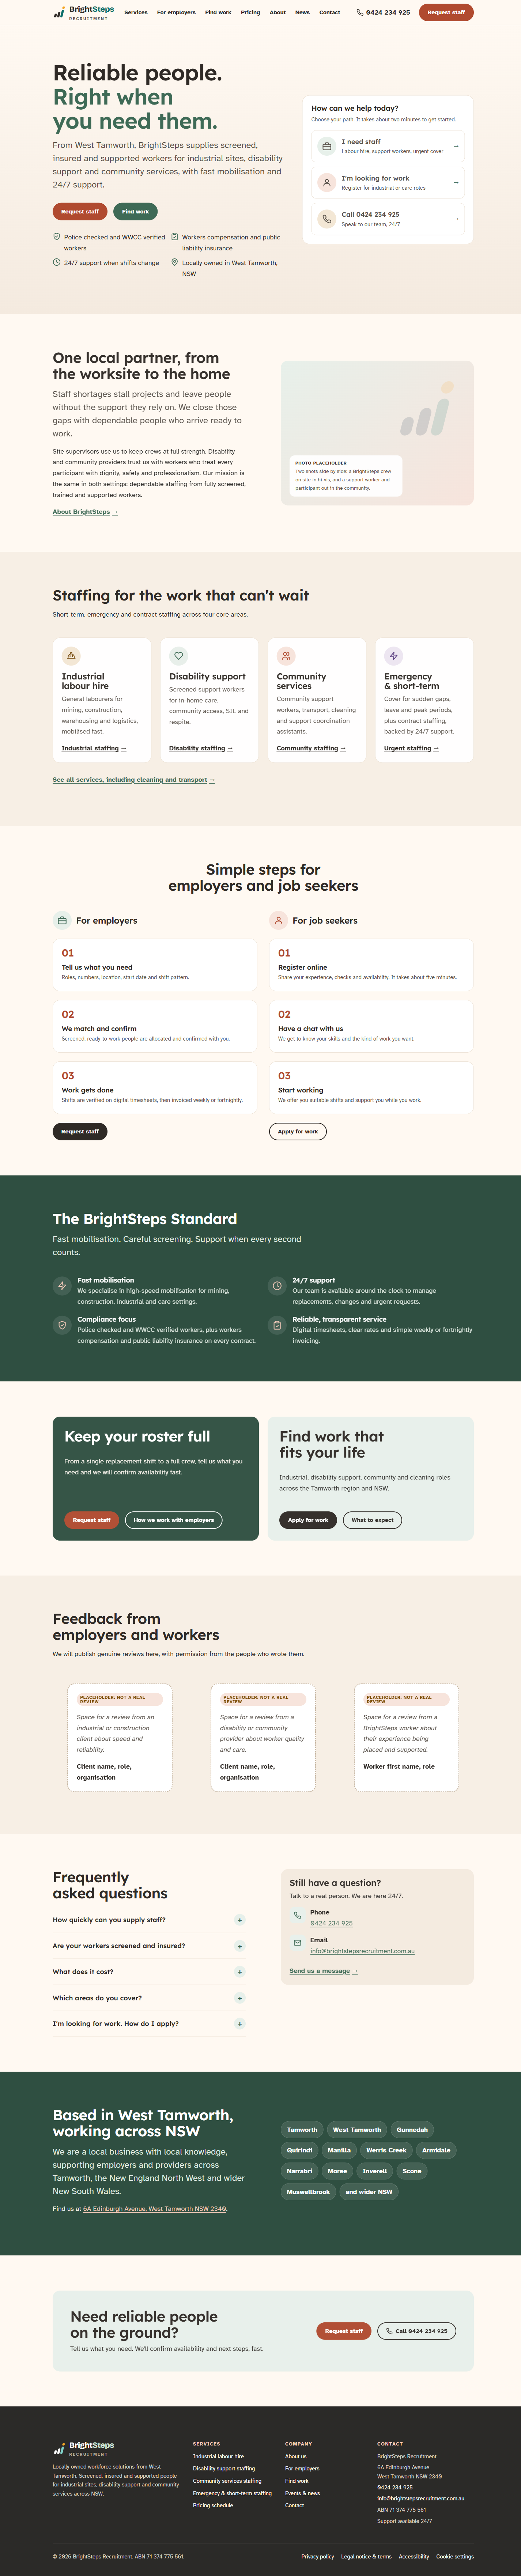 BrightSteps
RECRUITMENT
Services
For employers
Find work
Pricing
About
News
Contact
0424 234 925
Request staff
Reliable people.
Right when
you need them.
From West Tamworth, BrightSteps supplies screened,
insured and supported workers for industrial sites, disability
support and community services, with fast mobilisation and
24/7 support.
Request staff
Find work
Police checked and WWCC verified
workers
Workers compensation and public
liability insurance
24/7 support when shifts change
Locally owned in West Tamworth,
NSW
How can we help today?
Choose your path. It takes about two minutes to get started.
I need staff
Labour hire, support workers, urgent cover
→
I'm looking for work
Register for industrial or care roles
→
Call 0424 234 925
Speak to our team, 24/7
→
One local partner, from
the worksite to the home
Staff shortages stall projects and leave people
without the support they rely on. We close those
gaps with dependable people who arrive ready to
work.
Site supervisors use us to keep crews at full strength. Disability
and community providers trust us with workers who treat every
participant with dignity, safety and professionalism. Our mission is
the same in both settings: dependable staffing from fully screened,
trained and supported workers.
About BrightSteps →
PHOTO PLACEHOLDER
Two shots side by side: a BrightSteps crew
on site in hi-vis, and a support worker and
participant out in the community.
Staffing for the work that can't wait
Short-term, emergency and contract staffing across four core areas.
Industrial
labour hire
General labourers for
mining, construction,
warehousing and logistics,
mobilised fast.
Industrial staffing →
Disability support
Screened support workers
for in-home care,
community access, SIL and
respite.
Disability staffing →
Community
services
Community support
workers, transport, cleaning
and support coordination
assistants.
Community staffing →
Emergency
& short-term
Cover for sudden gaps,
leave and peak periods,
plus contract staffing,
backed by 24/7 support.
Urgent staffing →
See all services, including cleaning and transport →
Simple steps for
employers and job seekers
For employers
01
Tell us what you need
Roles, numbers, location, start date and shift pattern.
02
We match and confirm
Screened, ready-to-work people are allocated and confirmed with you.
03
Work gets done
Shifts are verified on digital timesheets, then invoiced weekly or fortnightly.
Request staff
For job seekers
01
Register online
Share your experience, checks and availability. It takes about five minutes.
02
Have a chat with us
We get to know your skills and the kind of work you want.
03
Start working
We offer you suitable shifts and support you while you work.
Apply for work
The BrightSteps Standard
Fast mobilisation. Careful screening. Support when every second
counts.
Fast mobilisation
We specialise in high-speed mobilisation for mining,
construction, industrial and care settings.
24/7 support
Our team is available around the clock to manage
replacements, changes and urgent requests.
Compliance focus
Police checked and WWCC verified workers, plus workers
compensation and public liability insurance on every contract.
Reliable, transparent service
Digital timesheets, clear rates and simple weekly or fortnightly
invoicing.
Keep your roster full
From a single replacement shift to a full crew, tell us what you
need and we will confirm availability fast.
Request staff
How we work with employers
Find work that
fits your life
Industrial, disability support, community and cleaning roles
across the Tamworth region and NSW.
Apply for work
What to expect
Feedback from
employers and workers
We will publish genuine reviews here, with permission from the people who wrote them.
PLACEHOLDER: NOT A REAL
REVIEW
Space for a review from an
industrial or construction
client about speed and
reliability.
Client name, role,
organisation
PLACEHOLDER: NOT A REAL
REVIEW
Space for a review from a
disability or community
provider about worker quality
and care.
Client name, role,
organisation
PLACEHOLDER: NOT A REAL
REVIEW
Space for a review from a
BrightSteps worker about
their experience being
placed and supported.
Worker first name, role
Frequently
asked questions
How quickly can you supply staff?
+
Are your workers screened and insured?
+
What does it cost?
+
Which areas do you cover?
+
I'm looking for work. How do I apply?
+
Still have a question?
Talk to a real person. We are here 24/7.
Phone
0424 234 925
Email
info@brightstepsrecruitment.com.au
Send us a message →
Based in West Tamworth,
working across NSW
We are a local business with local knowledge,
supporting employers and providers across
Tamworth, the New England North West and wider
New South Wales.
Find us at 6A Edinburgh Avenue, West Tamworth NSW 2340.
Tamworth
West Tamworth
Gunnedah
Quirindi
Manilla
Werris Creek
Armidale
Narrabri
Moree
Inverell
Scone
Muswellbrook
and wider NSW
Need reliable people
on the ground?
Tell us what you need. We'll confirm availability and next steps, fast.
Request staff
Call 0424 234 925
BrightSteps
RECRUITMENT
Locally owned workforce solutions from West
Tamworth. Screened, insured and supported people
for industrial sites, disability support and community
services across NSW.
SERVICES
Industrial labour hire
Disability support staffing
Community services staffing
Emergency & short-term staffing
Pricing schedule
COMPANY
About us
For employers
Find work
Events & news
Contact
CONTACT
BrightSteps Recruitment
6A Edinburgh Avenue
West Tamworth NSW 2340
0424 234 925
info@brightstepsrecruitment.com.au
ABN 71 374 775 561
Support available 24/7
© 2026 BrightSteps Recruitment. ABN 71 374 775 561.
Privacy policy
Legal notice & terms
Accessibility
Cookie settings